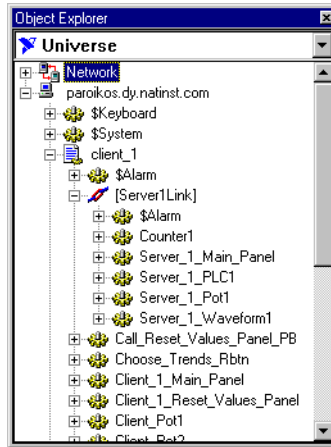 Object Explorer
Universe
Network
paroikos.dy.natinst.com
$Keyboard
$System
client_1
$Alarm
[Server1Link]
$Alarm
Counter1
Server_1_Main_Panel
Server_1_PLC1
Server_1_Pot1
Server_1_Waveform1
Call_Reset_Values_Panel_PB
Choose_Trends_Rbtn
Client_1_Main_Panel
Client_1_Reset_Values_Panel
Client_Pot1
Client_Pot2